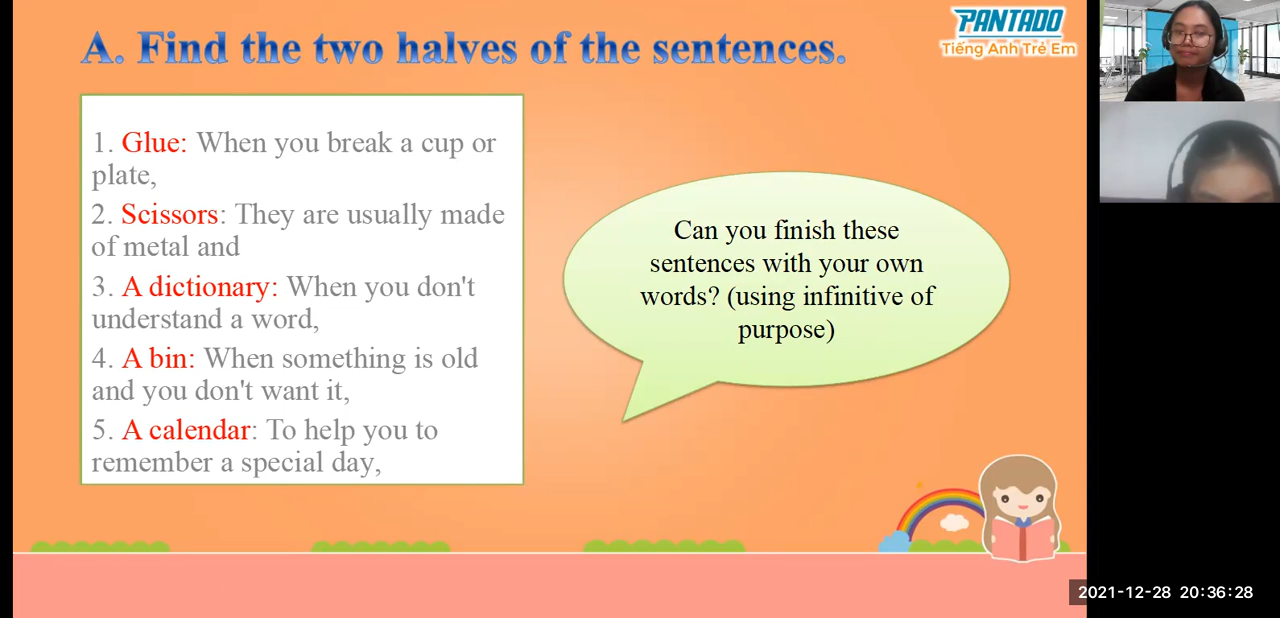 A. Find the two halves of the sentences.
PANTADO
Tiếng Anh Trẻ Em
1. Glue: When you break a cup or
plate,
2. Scissors: They are usually made
of metal and
3. A dictionary: When you don't
understand a word,
4. A bin: When something is old
and you don't want it,
5. A calendar: To help you to
remember a special day,
Can you finish these
sentences with your own
words? (using infinitive of
purpose)
2021-12-28 20:36:28